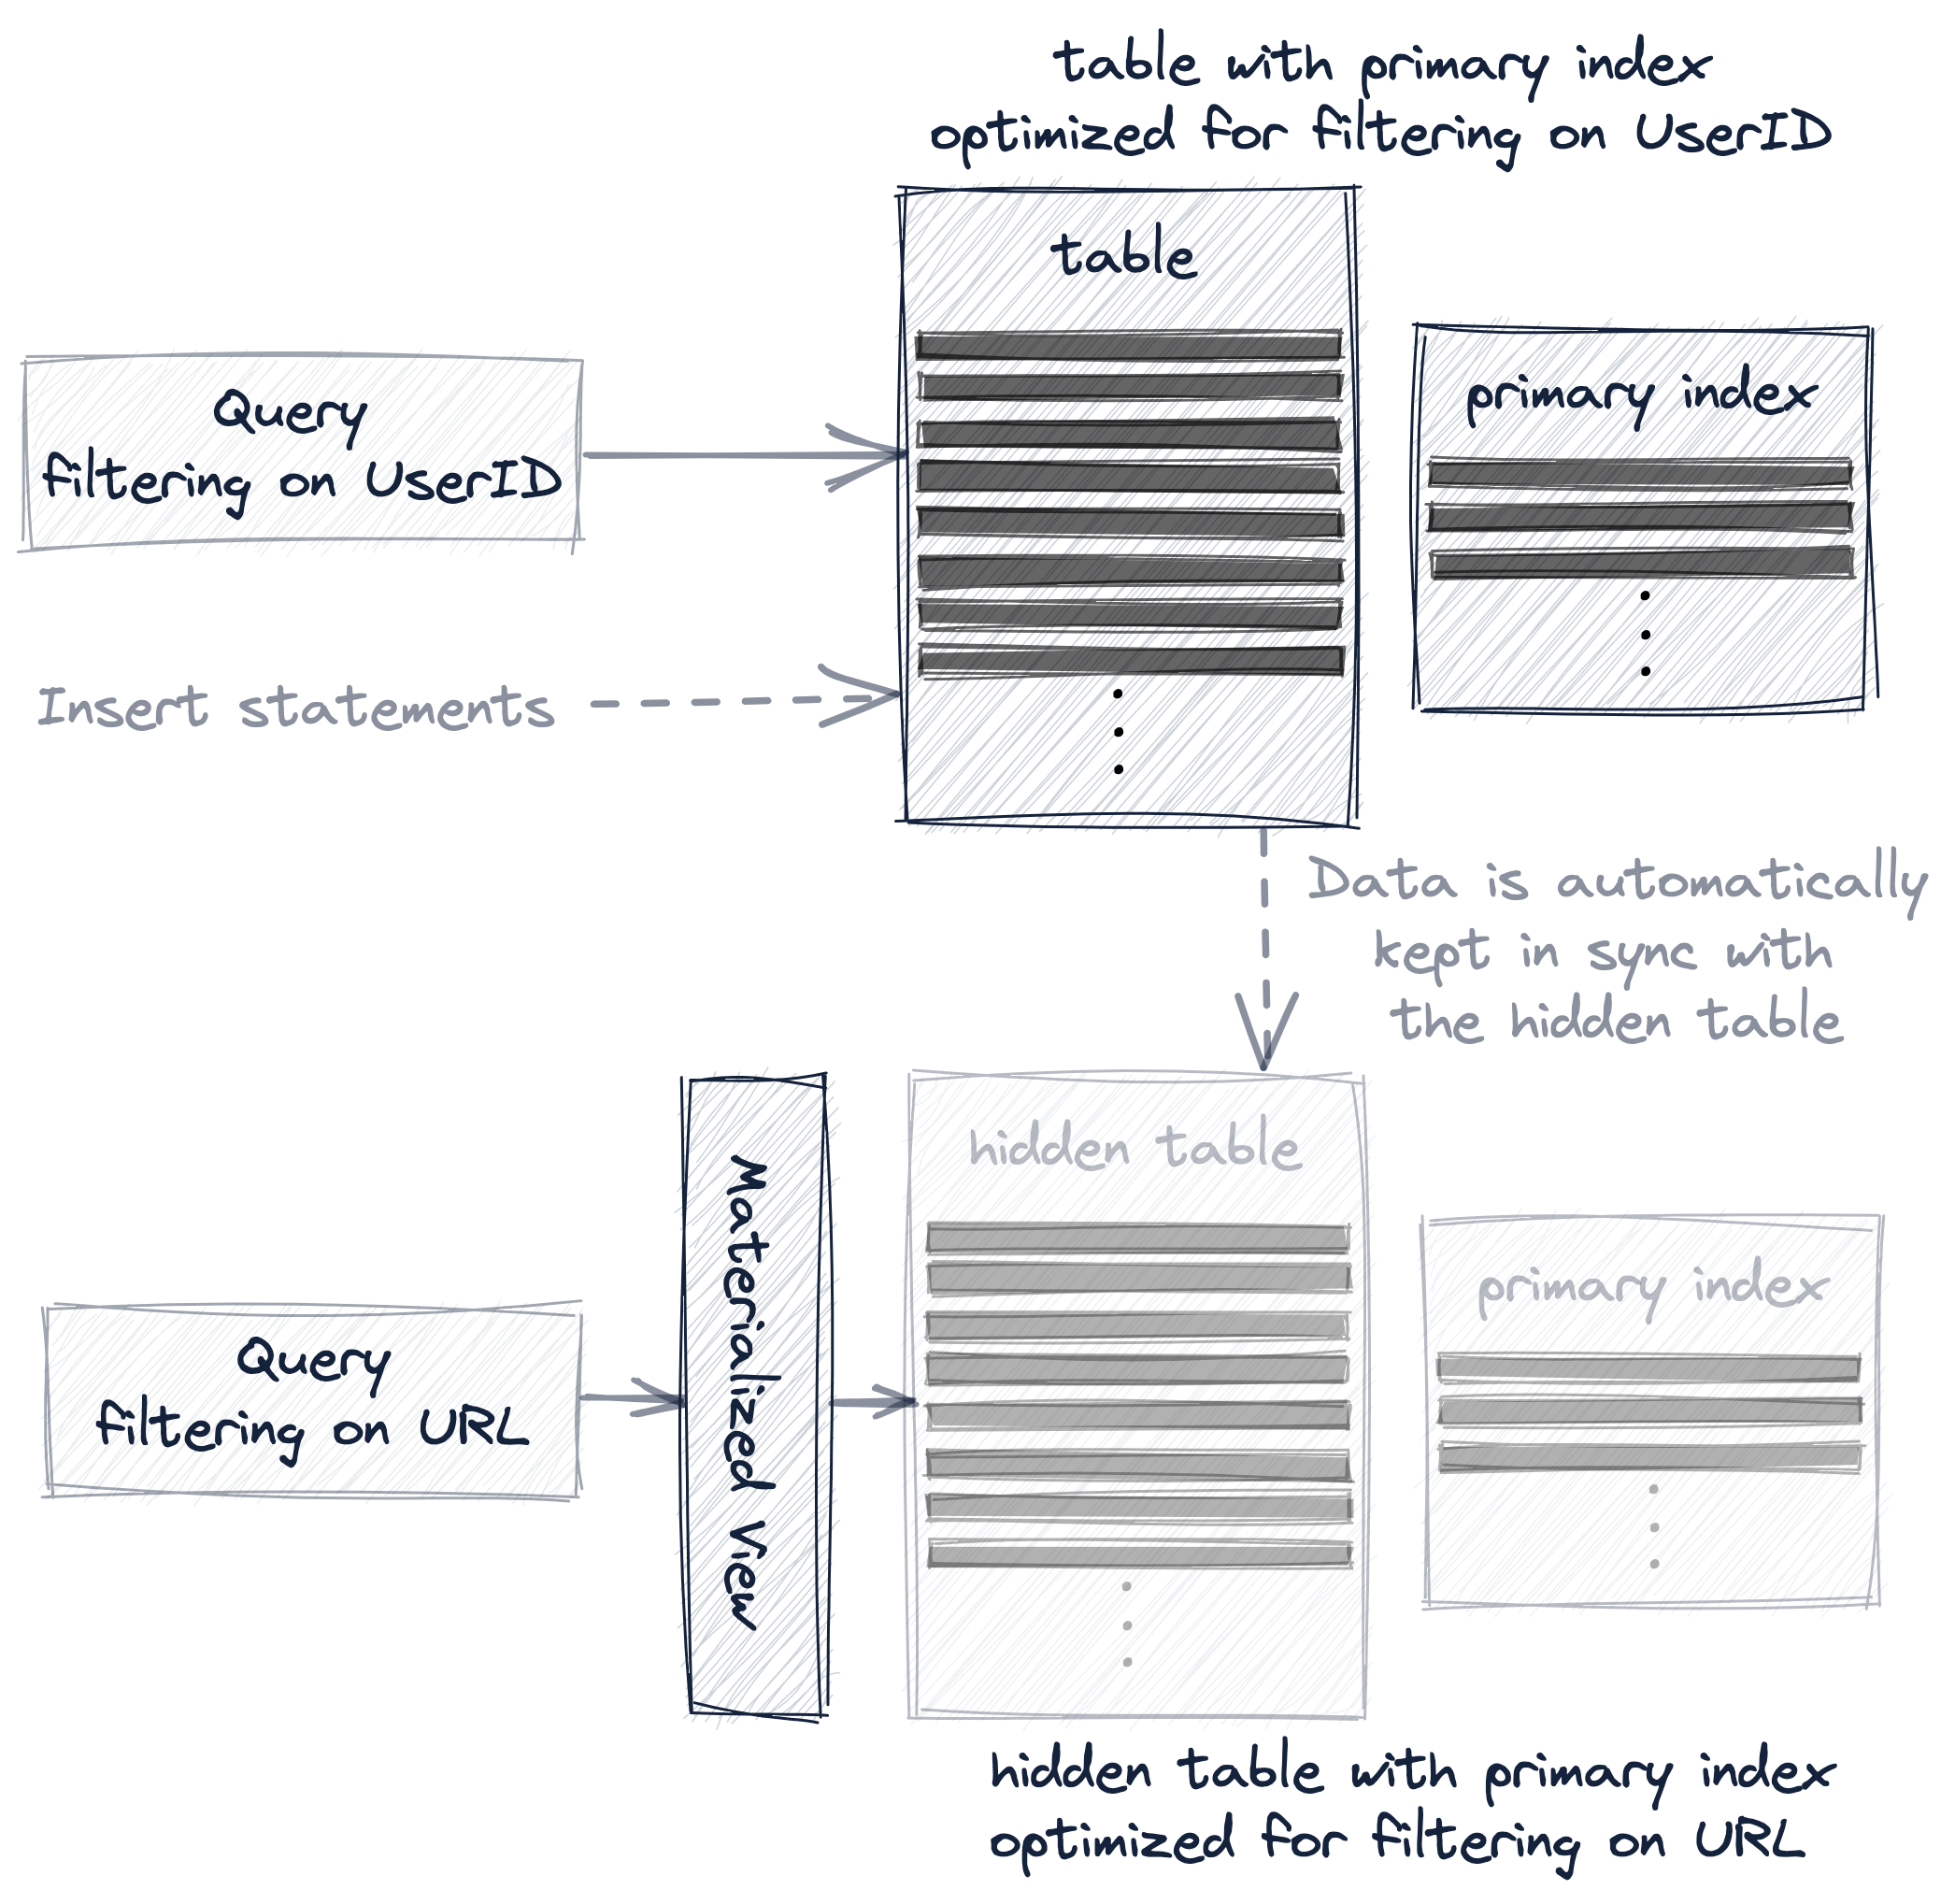 table with primary index
optimized for filtering on UserID
table
primary index
Query
filtering on UserID
Insert statements
Data is automatically
kept in sync with
the hidden table
Materialized View
hidden table
primary index
Query
filtering on URL
hidden table with primary index
optimized for filtering on URL